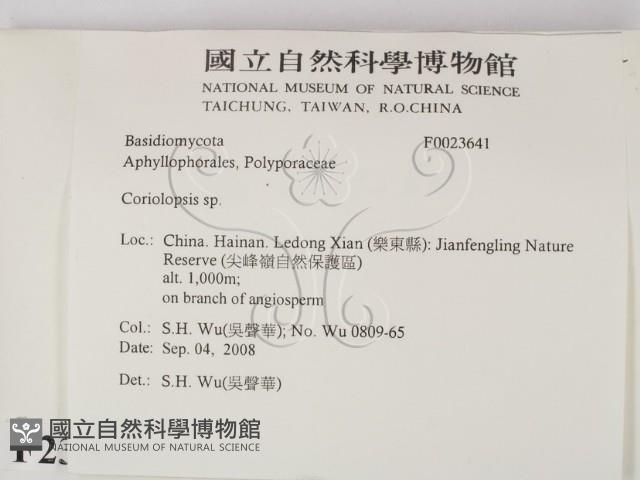 國立自然科學博物館
NATIONAL MUSEUM OF NATURAL SCIENCE
TAICHUNG, TAIWAN, R.O.CHINA
Basidiomycota F0023641
Aphyllophorales, Polyporaceae
Coriolopsis sp.
Loc.: China. Hainan. Ledong Xian (樂東縣): Jianfengling Nature
Reserve (尖峰嶺自然保護區)
alt. 1,000m;
on branch of angiosperm
Col.: S.H. Wu(吳聲華); No. Wu 0809-65
Date: Sep. 04, 2008
Det.: S.H. Wu(吳聲華)
國立自然科學博物館
NATIONAL MUSEUM OF NATURAL SCIENCE